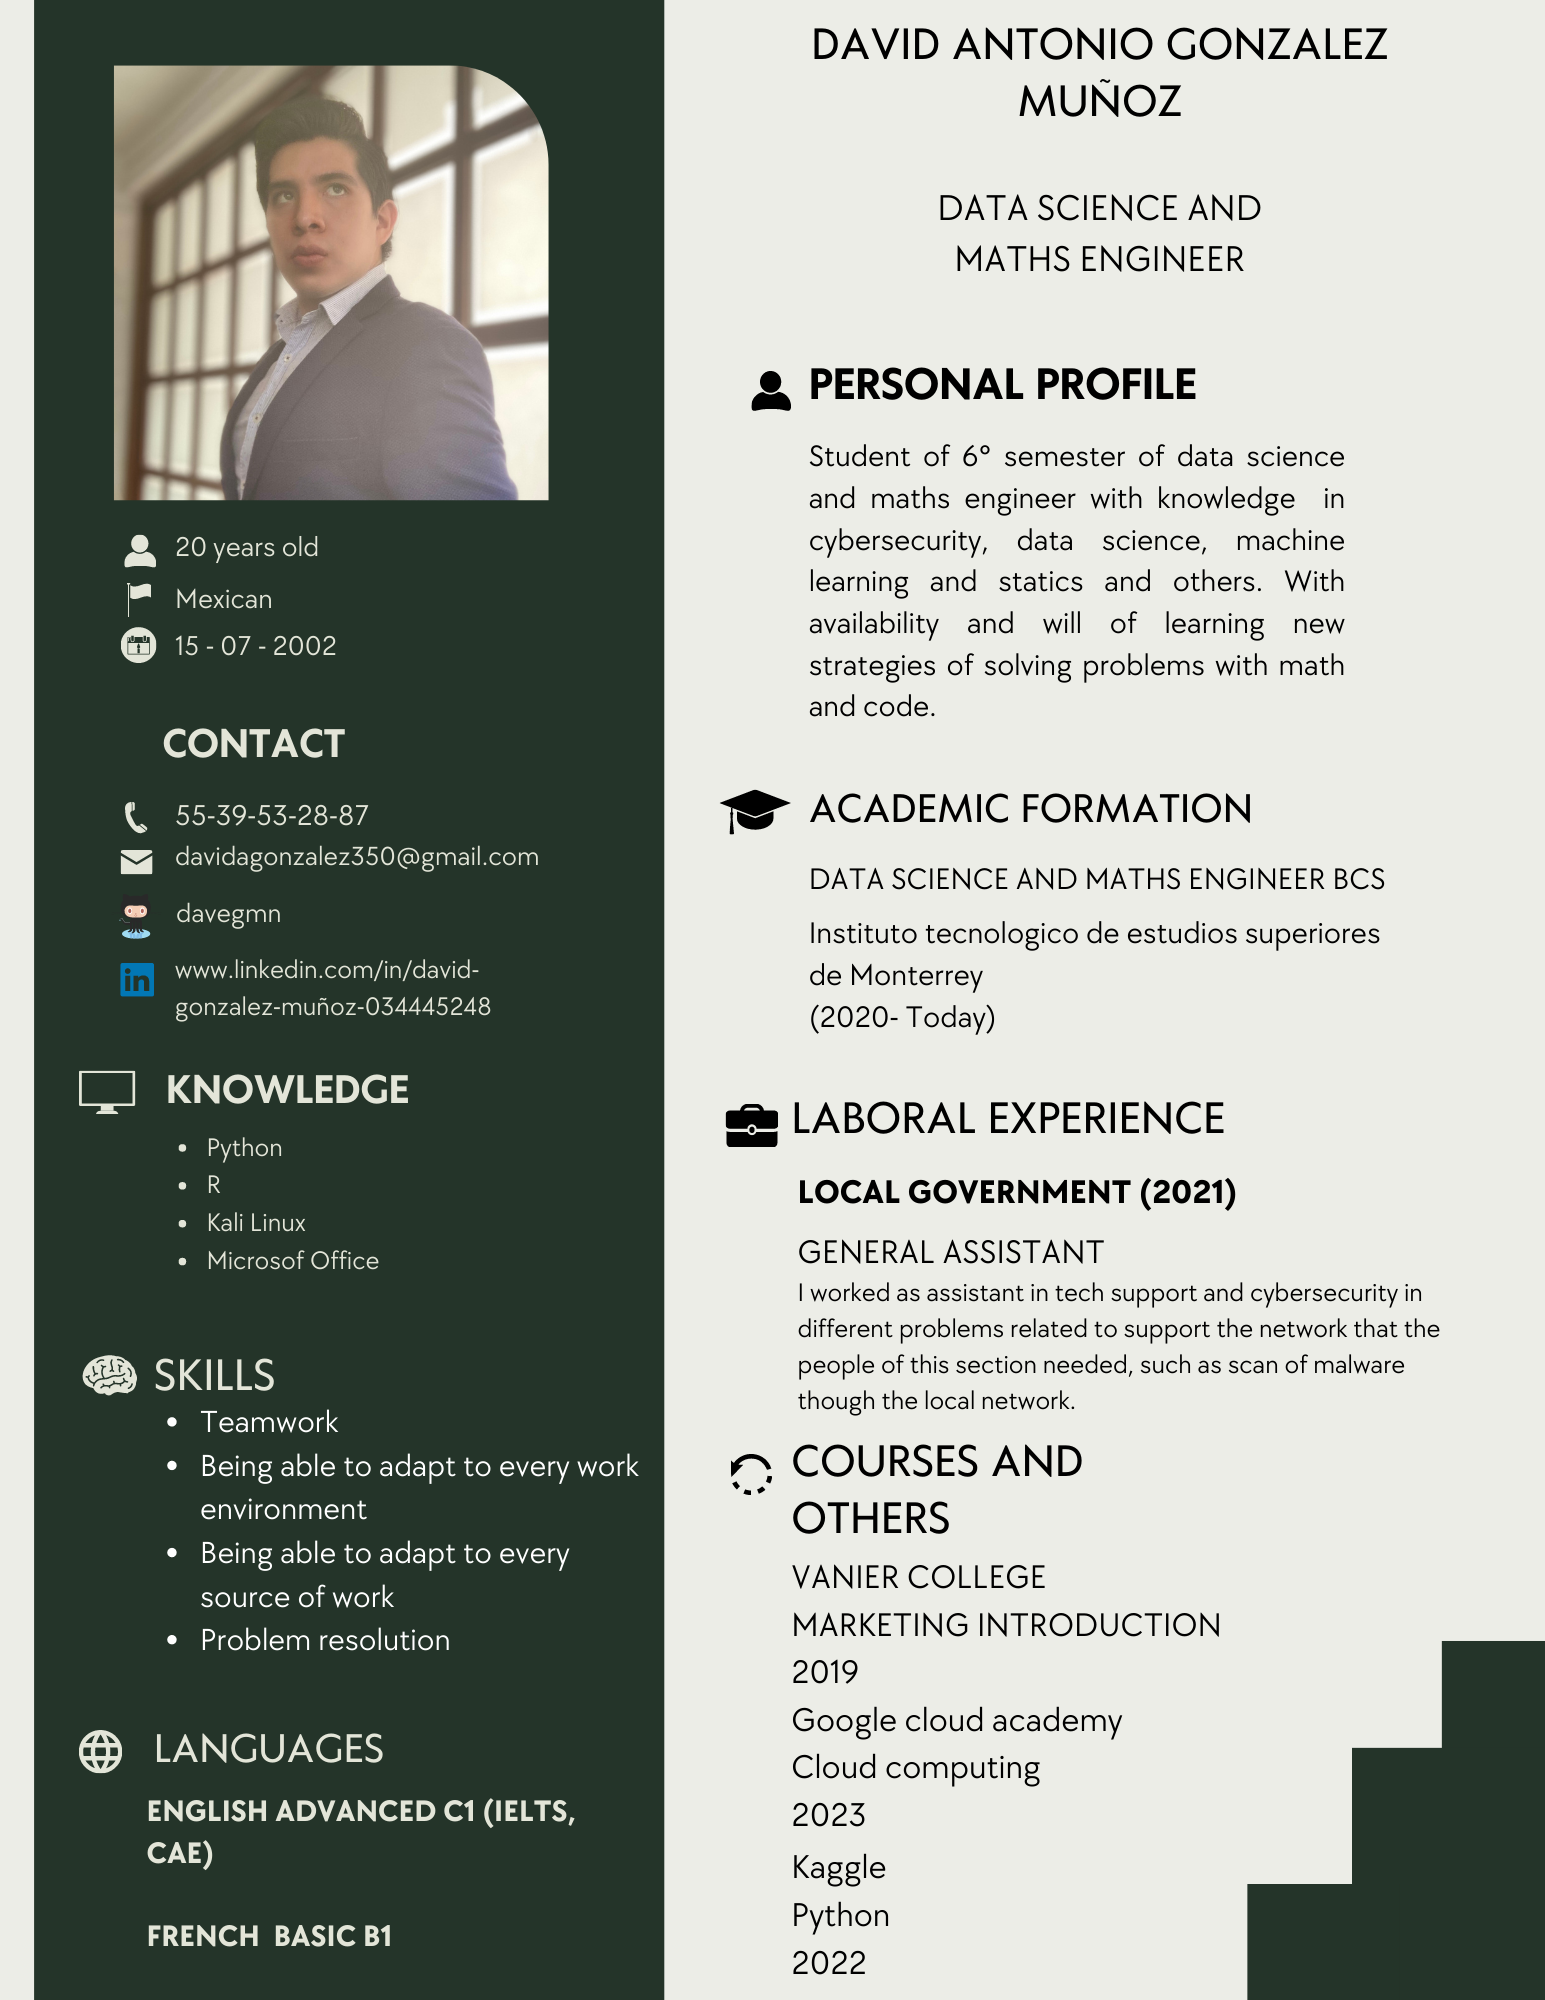 20 years old
Mexican
15 - 07 - 2002
CONTACT
55-39-53-28-87
davidagonzalez350@gmail.com
davegmn
www.linkedin.com/in/david-
gonzalez-muñoz-034445248
KNOWLEDGE
• Python
• R
• Kali Linux
• Microsof Office
SKILLS
• Teamwork
• Being able to adapt to every work
environment
• Being able to adapt to every
source of work
• Problem resolution
LANGUAGES
ENGLISH ADVANCED C1 (IELTS,
CAE)
FRENCH BASIC B1
DAVID ANTONIO GONZALEZ
MUÑOZ
DATA SCIENCE AND
MATHS ENGINEER
PERSONAL PROFILE
Student of 6° semester of data science
and maths engineer with knowledge in
cybersecurity, data science, machine
learning and statics and others. With
availability and will of learning new
strategies of solving problems with math
and code.
ACADEMIC FORMATION
DATA SCIENCE AND MATHS ENGINEER BCS
Instituto tecnologico de estudios superiores
de Monterrey
(2020- Today)
LABORAL EXPERIENCE
LOCAL GOVERNMENT (2021)
GENERAL ASSISTANT
I worked as assistant in tech support and cybersecurity in
different problems related to support the network that the
people of this section needed, such as scan of malware
though the local network.
COURSES AND
OTHERS
VANIER COLLEGE
MARKETING INTRODUCTION
2019
Google cloud academy
Cloud computing
2023
Kaggle
Python
2022